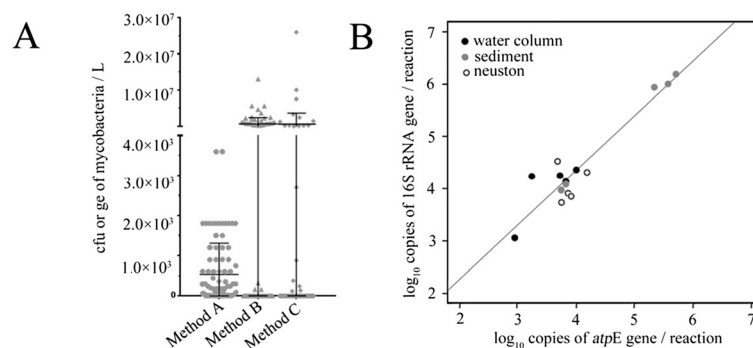 A
cfu or ge of mycobacteria / L
3.0×10⁷
2.0×10⁷
1.0×10⁷
4.0×10³
3.0×10³
2.0×10³
1.0×10³
0
Method A
Method B
Method C
B
log₁₀ copies of 16S rRNA gene / reaction
7
6
5
4
3
2
water column
sediment
neuston
2
3
4
5
6
7
log₁₀ copies of atpE gene / reaction